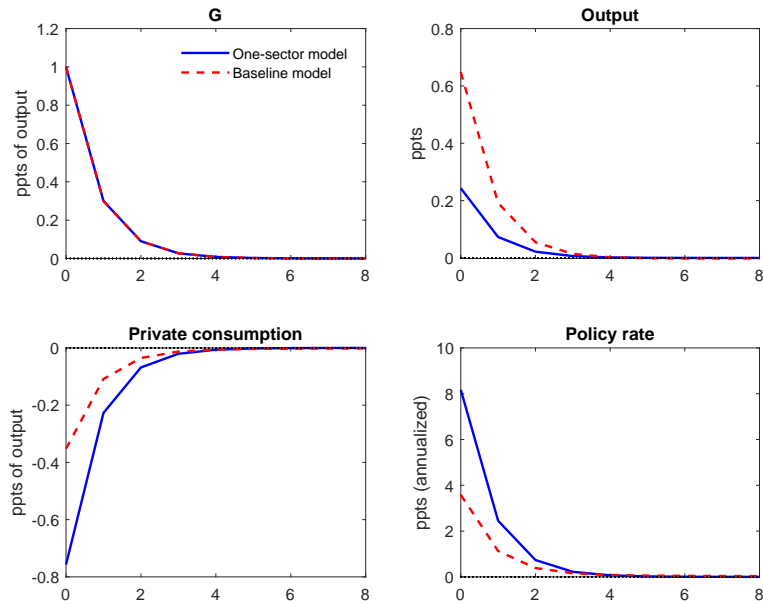 G
1.2
1
0.8
0.6
0.4
0.2
0
0 2 4 6 8
ppts of output
One-sector model
Baseline model
Output
0.8
0.6
0.4
0.2
0
0 2 4 6 8
ppts
Private consumption
0
-0.2
-0.4
-0.6
-0.8
0 2 4 6 8
ppts of output
Policy rate
10
8
6
4
2
0
0 2 4 6 8
ppts (annualized)